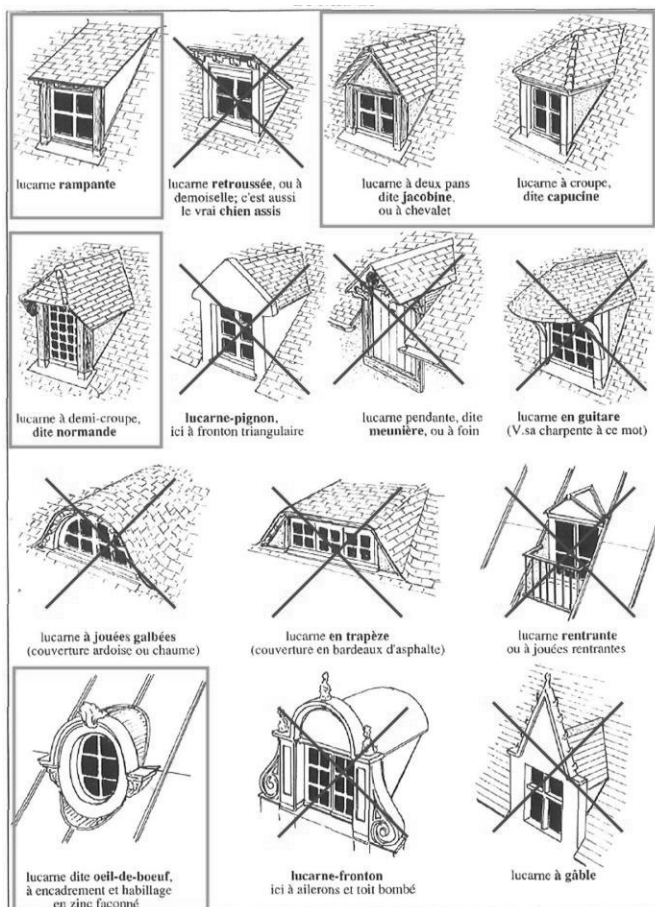 lucarne rampante
lucarne retroussée, ou à
demoiselle; c'est aussi
le vrai chien assis
lucarne à deux pans
dite jacobine,
ou à chevalet
lucarne à croupe,
dite capucine
lucarne à demi-croupe,
dite normande
lucarne-pignon,
ici à fronton triangulaire
lucarne pendante, dite
meunière, ou à foin
lucarne en guitare
(V.sa charpente à ce mot)
lucarne à jouées galbées
(couverture ardoise ou chaume)
lucarne en trapèze
(couverture en bardeaux d'asphalte)
lucarne rentrante
ou à jouées rentrantes
lucarne dite oeil-de-boeuf,
à encadrement et habillage
en zinc façonné
lucarne-fronton
ici à ailerons et toit bombé
lucarne à gâble